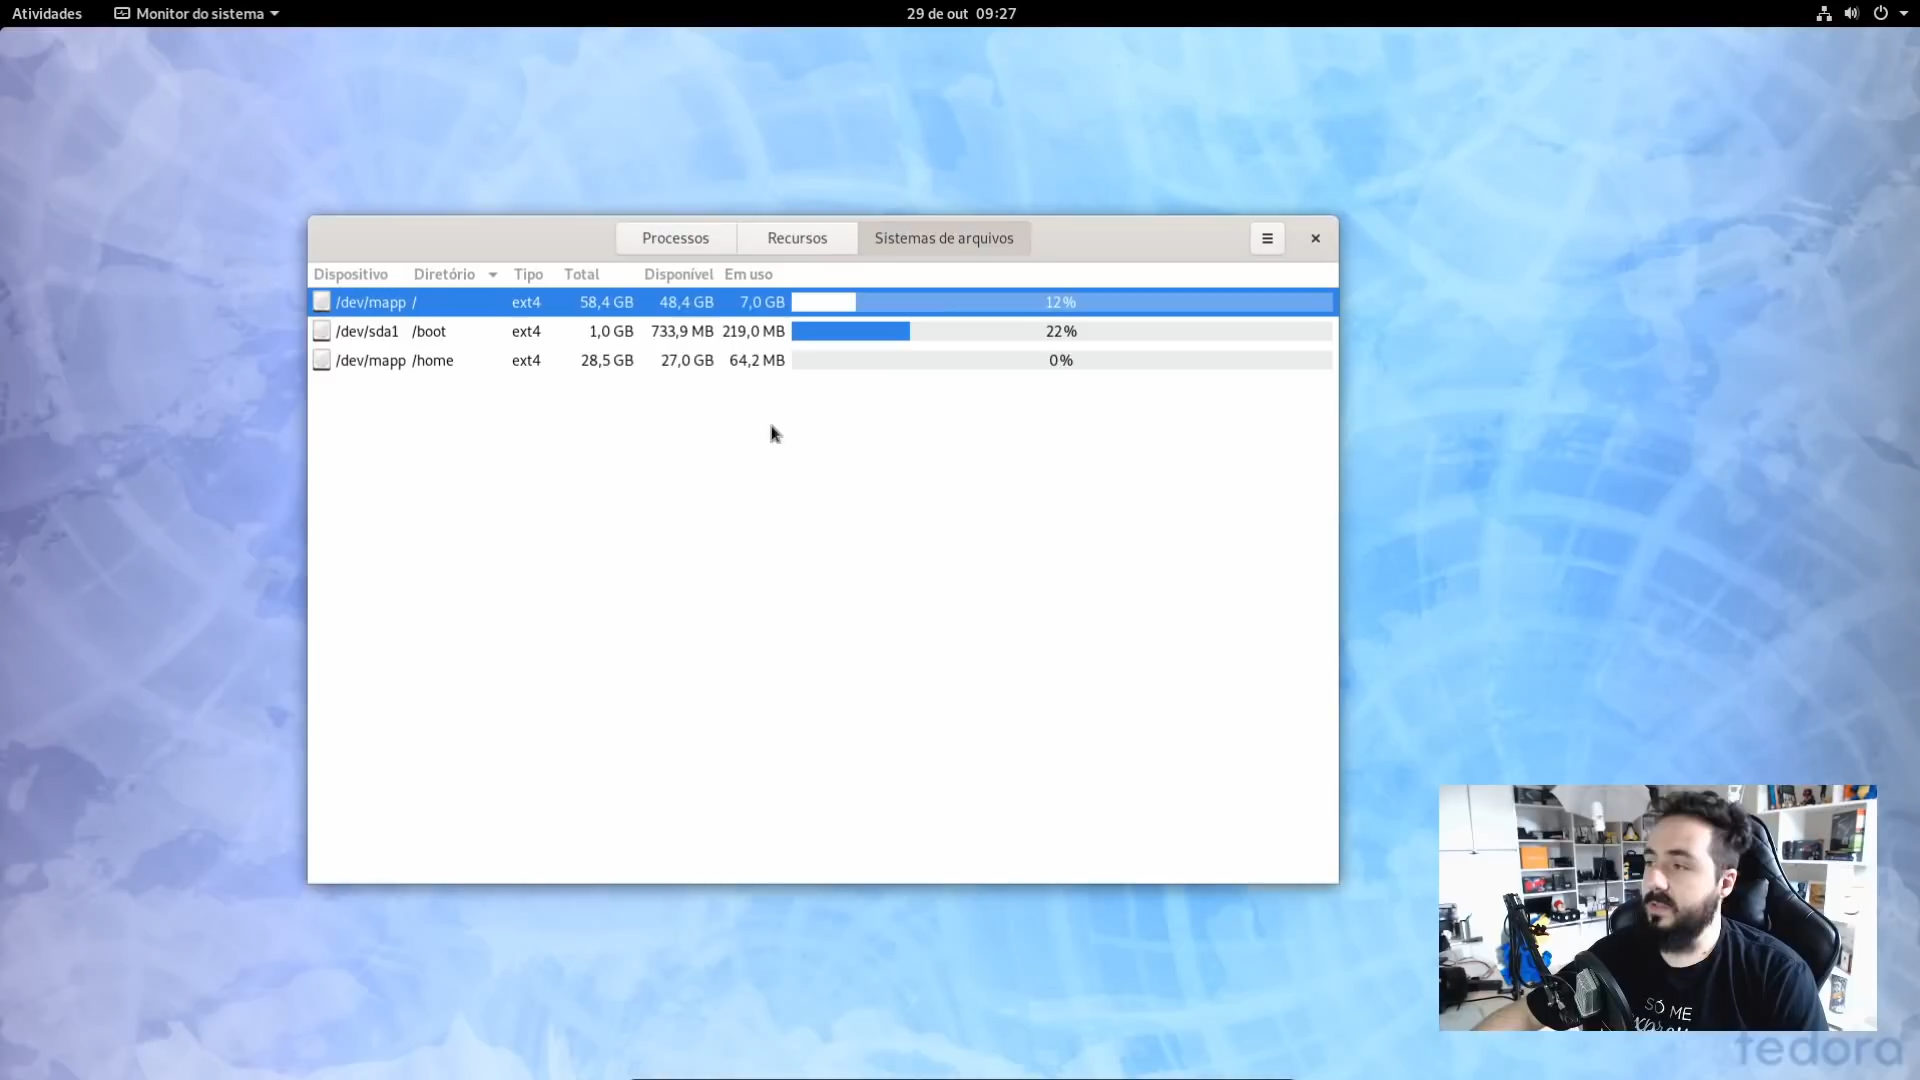 Atividades Monitor do sistema 29 de out 09:27
Processos Recursos Sistemas de arquivos
Dispositivo Diretório Tipo Total Disponível Em uso
/dev/mapp / ext4 58,4 GB 48,4 GB 7,0 GB 12%
/dev/sda1 /boot ext4 1,0 GB 733,9 MB 219,0 MB 22%
/dev/mapp /home ext4 28,5 GB 27,0 GB 64,2 MB 0%
SÓ ME
fedora